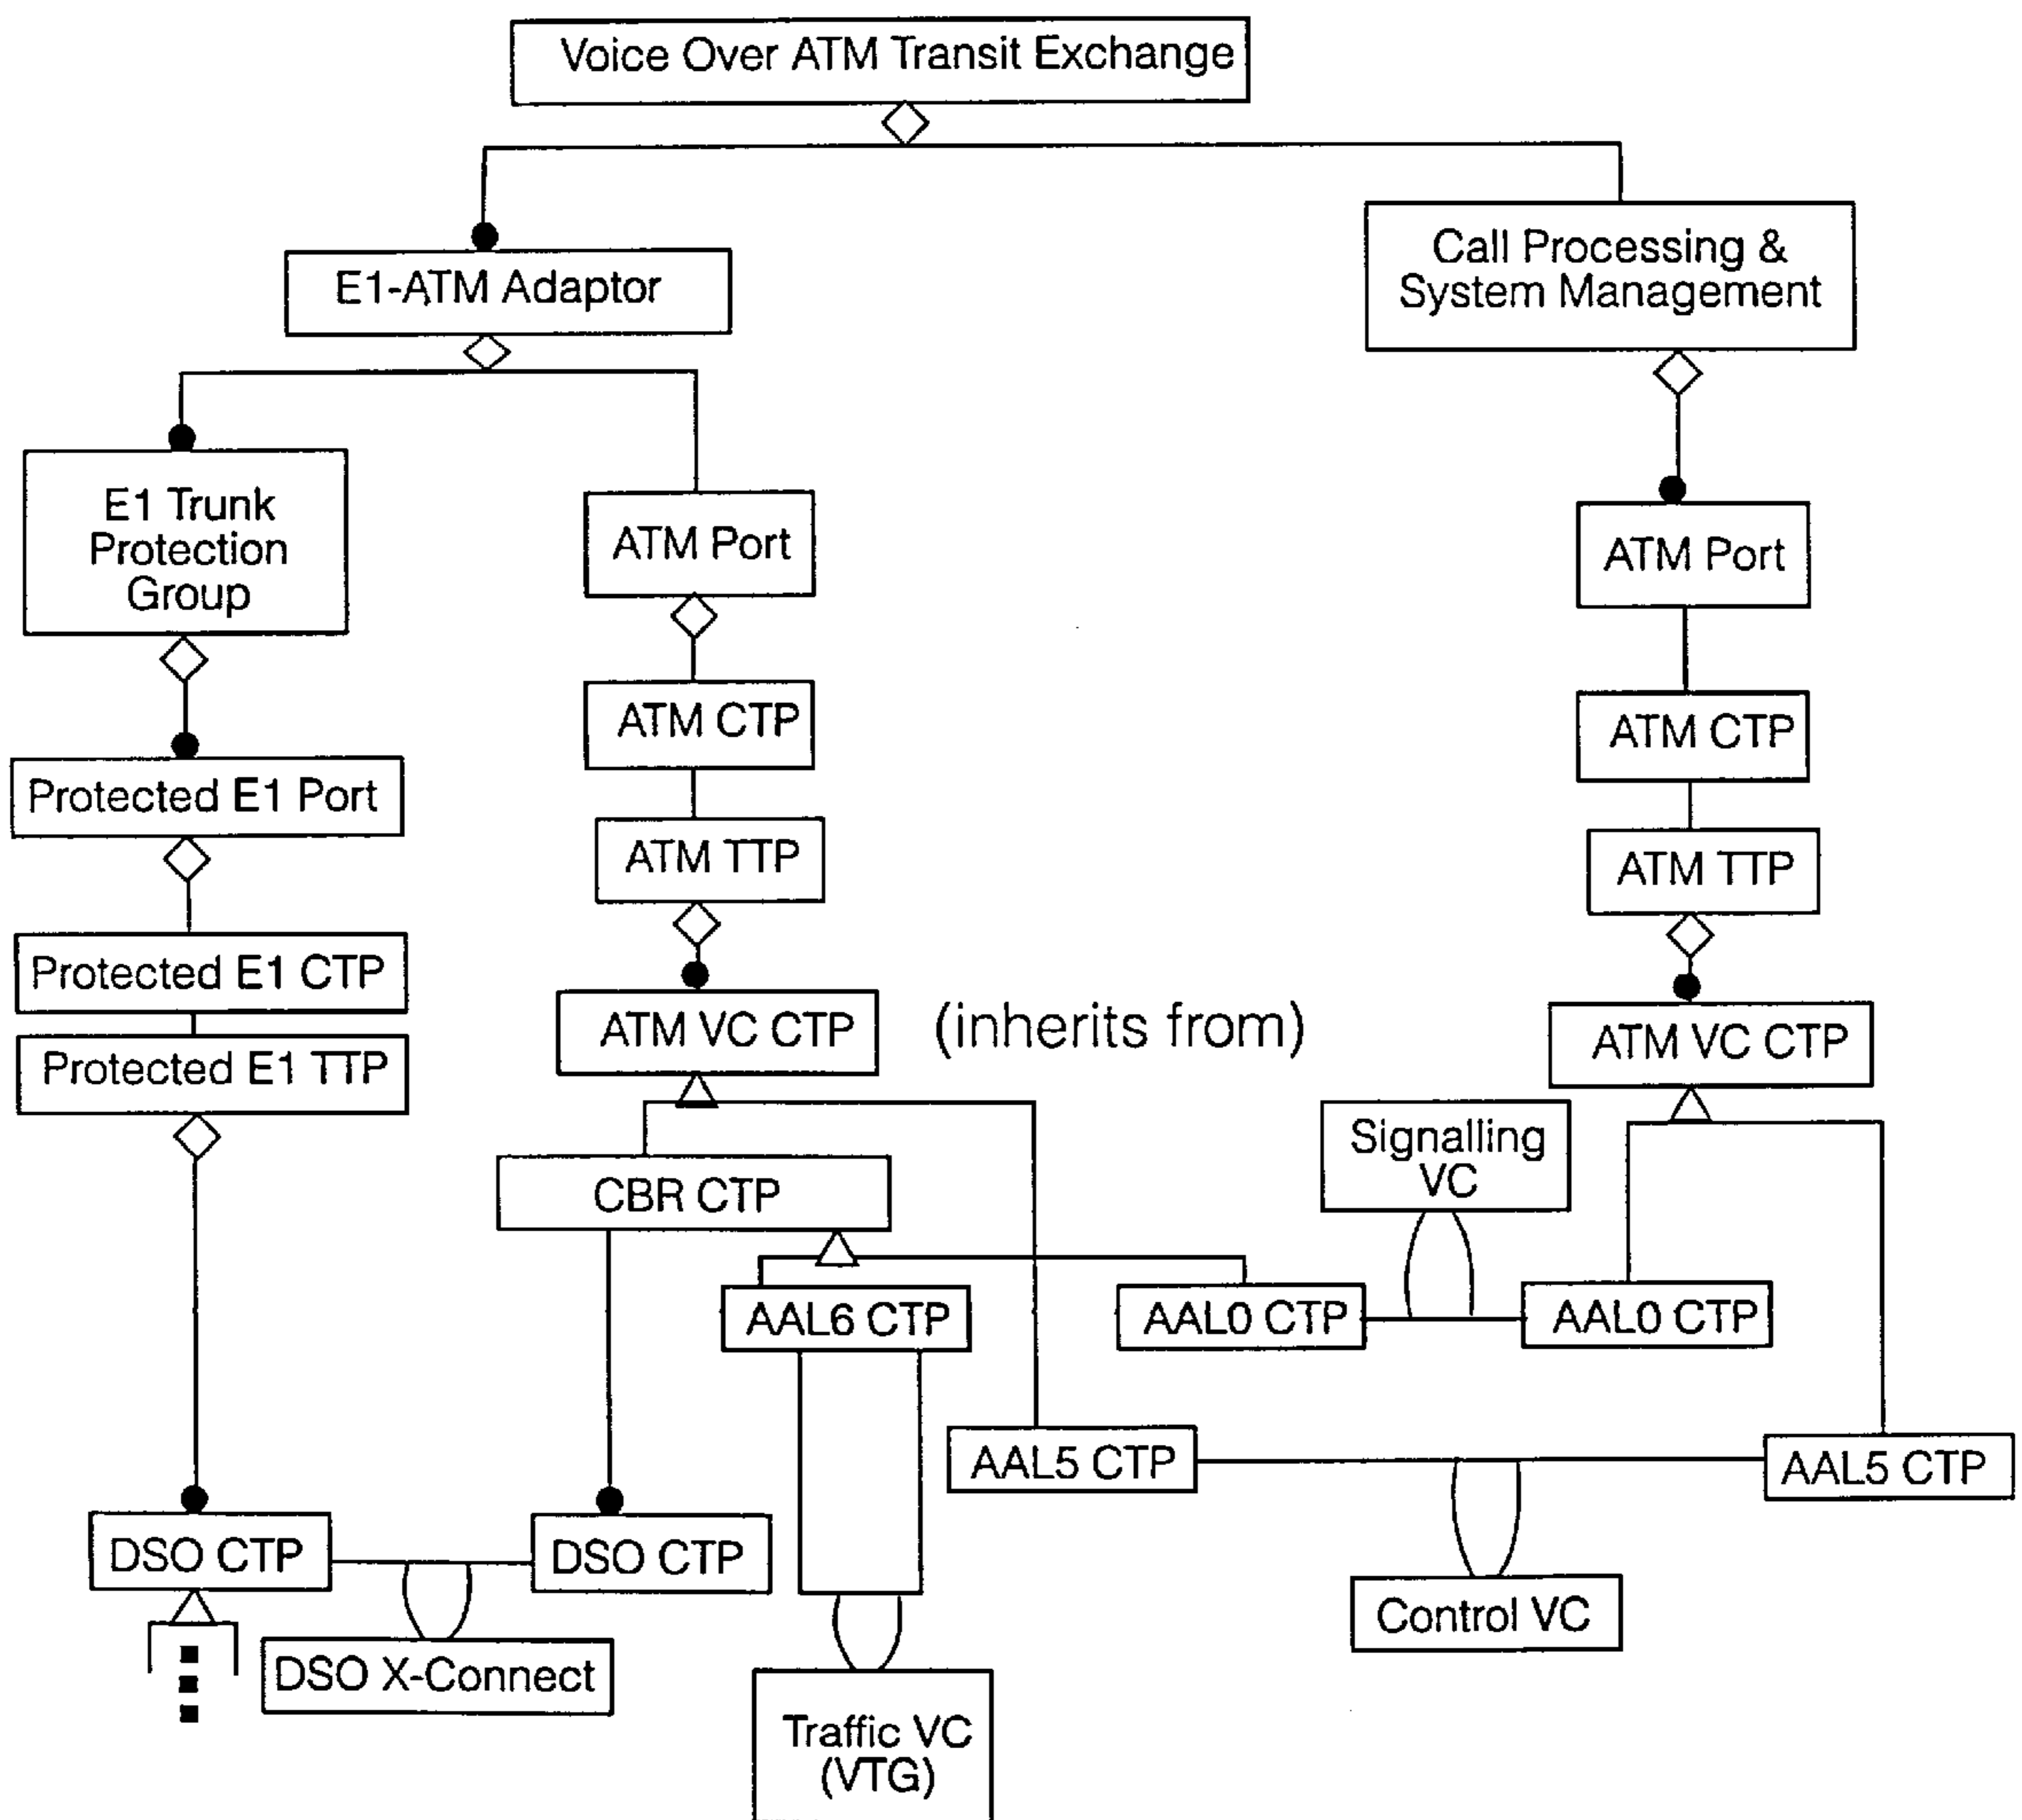 Voice Over ATM Transit Exchange
E1-ATM Adaptor
Call Processing &
System Management
E1 Trunk
Protection
Group
ATM Port
ATM Port
ATM CTP
ATM CTP
Protected E1 Port
ATM TTP
ATM TTP
Protected E1 CTP
ATM VC CTP
(inherits from)
ATM VC CTP
Protected E1 TTP
Signalling
VC
CBR CTP
AAL6 CTP
AAL0 CTP
AAL0 CTP
AAL5 CTP
AAL5 CTP
DSO CTP
DSO CTP
Control VC
DSO X-Connect
Traffic VC
(VTG)